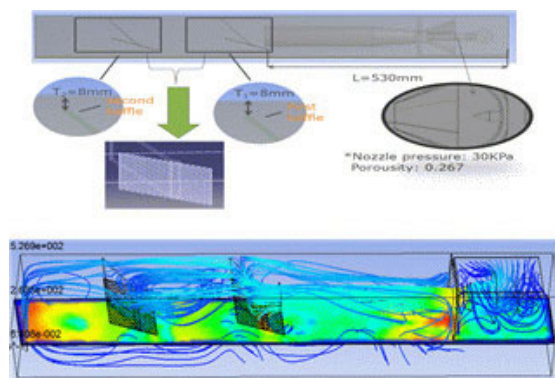 L=530mm
T₂=8mm
second
baffle
T₁=8mm
first
baffle
*Nozzle pressure: 30KPa
Porousity: 0.267
5.269e+002